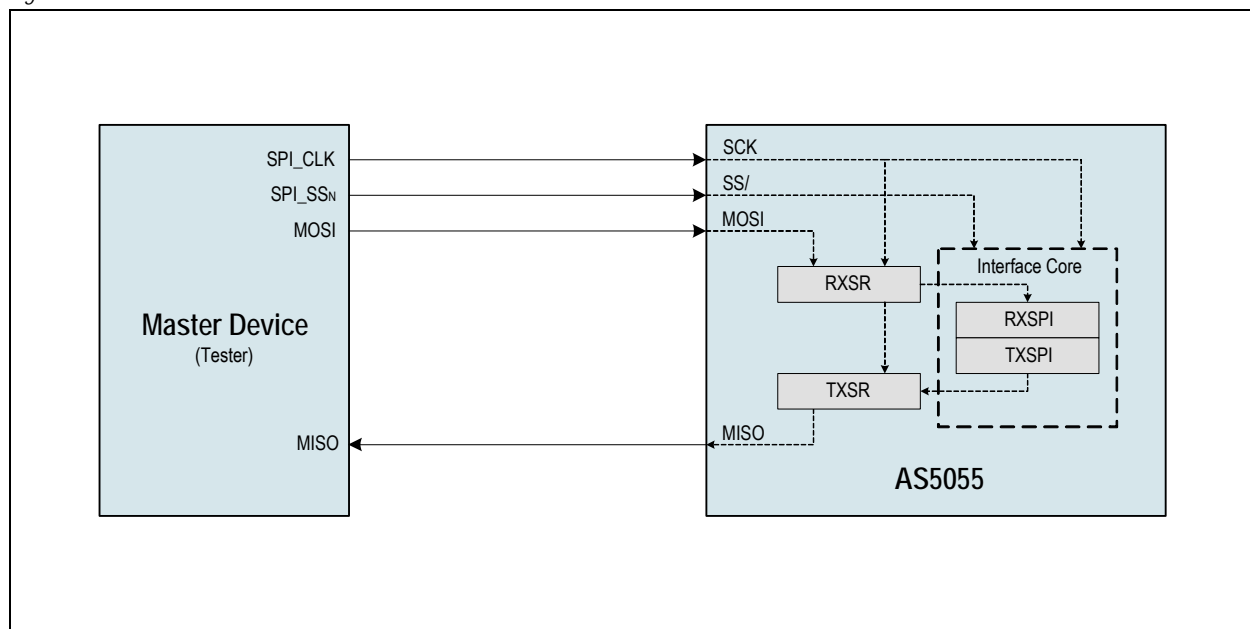 SPI_CLK
SPI_SSN
MOSI
Master Device
(Tester)
MISO
SCK
SS/
MOSI
Interface Core
RXSR
RXSPI
TXSPI
TXSR
MISO
AS5055